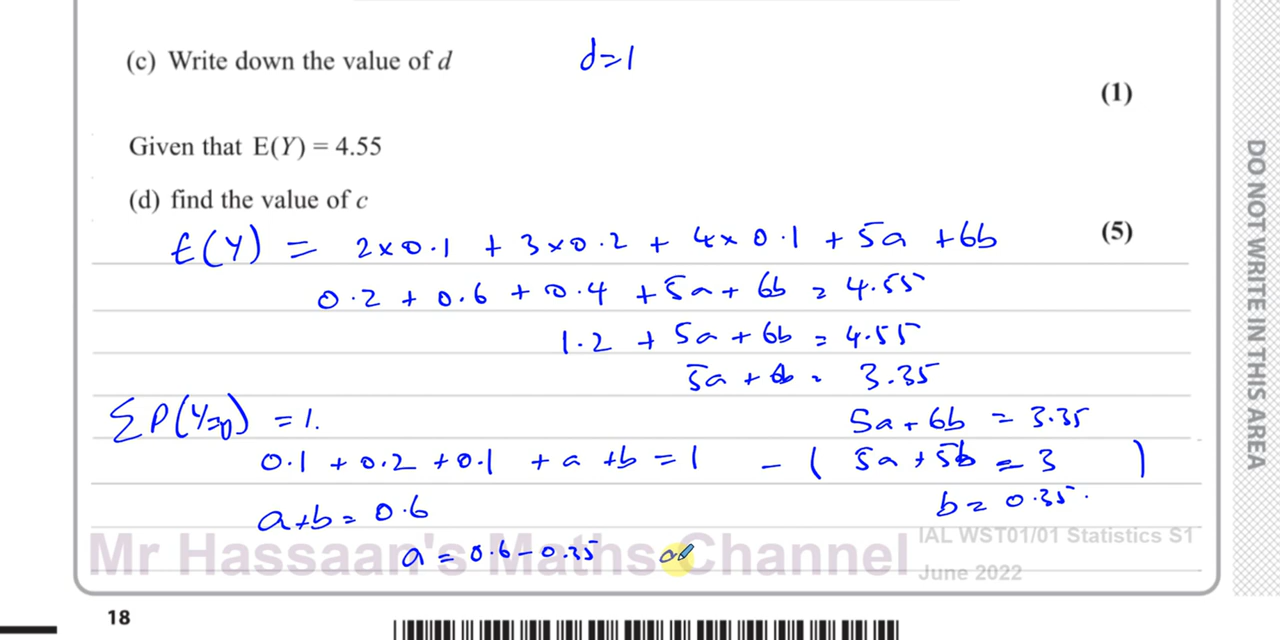 (c) Write down the value of d d=1
(1)
Given that E(Y) = 4.55
(d) find the value of c
(5)
E(Y) = 2×0.1 + 3×0.2 + 4×0.1 + 5a + 6b
0.2 + 0.6 + 0.4 + 5a + 6b = 4.55
1.2 + 5a + 6b = 4.55
5a + 6b = 3.35
ΣP(Y=y) = 1. 5a + 6b = 3.35
0.1 + 0.2 + 0.1 + a + b = 1 - ( 5a + 5b = 3 )
a+b = 0.6 b = 0.35.
a = 0.6 - 0.35
Mr Hassaan's Maths Channel
IAL WST01/01 Statistics S1
June 2022
18
DO NOT WRITE IN THIS AREA